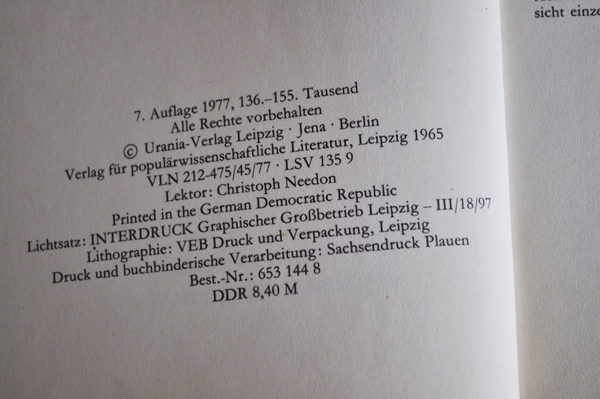 sicht einze
7. Auflage 1977, 136.–155. Tausend
Alle Rechte vorbehalten
© Urania-Verlag Leipzig · Jena · Berlin
Verlag für populärwissenschaftliche Literatur, Leipzig 1965
VLN 212-475/45/77 · LSV 135 9
Lektor: Christoph Needon
Printed in the German Democratic Republic
Lichtsatz: INTERDRUCK Graphischer Großbetrieb Leipzig – III/18/97
Lithographie: VEB Druck und Verpackung, Leipzig
Druck und buchbinderische Verarbeitung: Sachsendruck Plauen
Best.-Nr.: 653 144 8
DDR 8,40 M